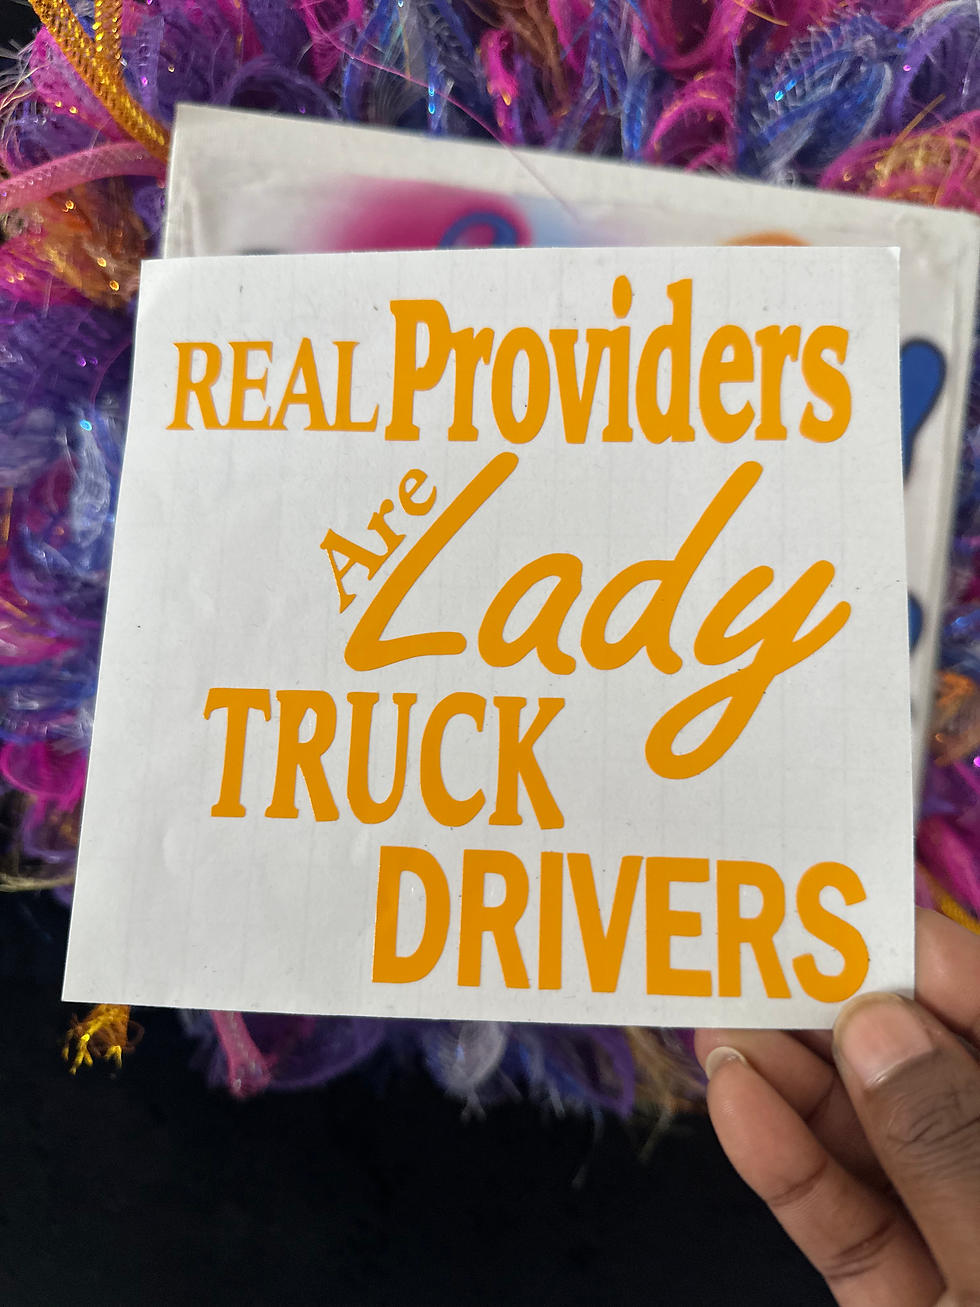 REAL Providers
Are Lady
TRUCK
DRIVERS